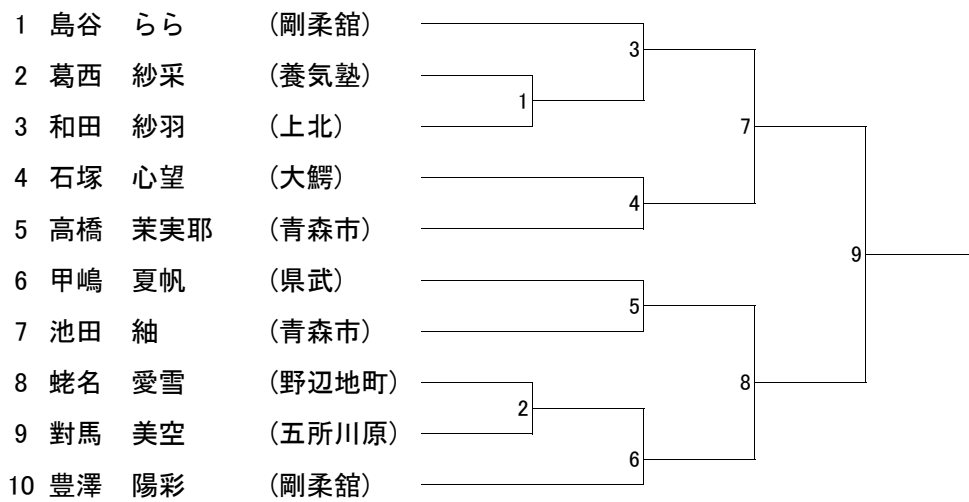 1 島谷 らら (剛柔舘)
3
2 葛西 紗采 (養気塾)
1
3 和田 紗羽 (上北)
7
4 石塚 心望 (大鰐)
4
5 高橋 茉実耶 (青森市)
9
6 甲嶋 夏帆 (県武)
5
7 池田 紬 (青森市)
8 蛯名 愛雪 (野辺地町)
8
2
9 對馬 美空 (五所川原)
6
10 豊澤 陽彩 (剛柔舘)